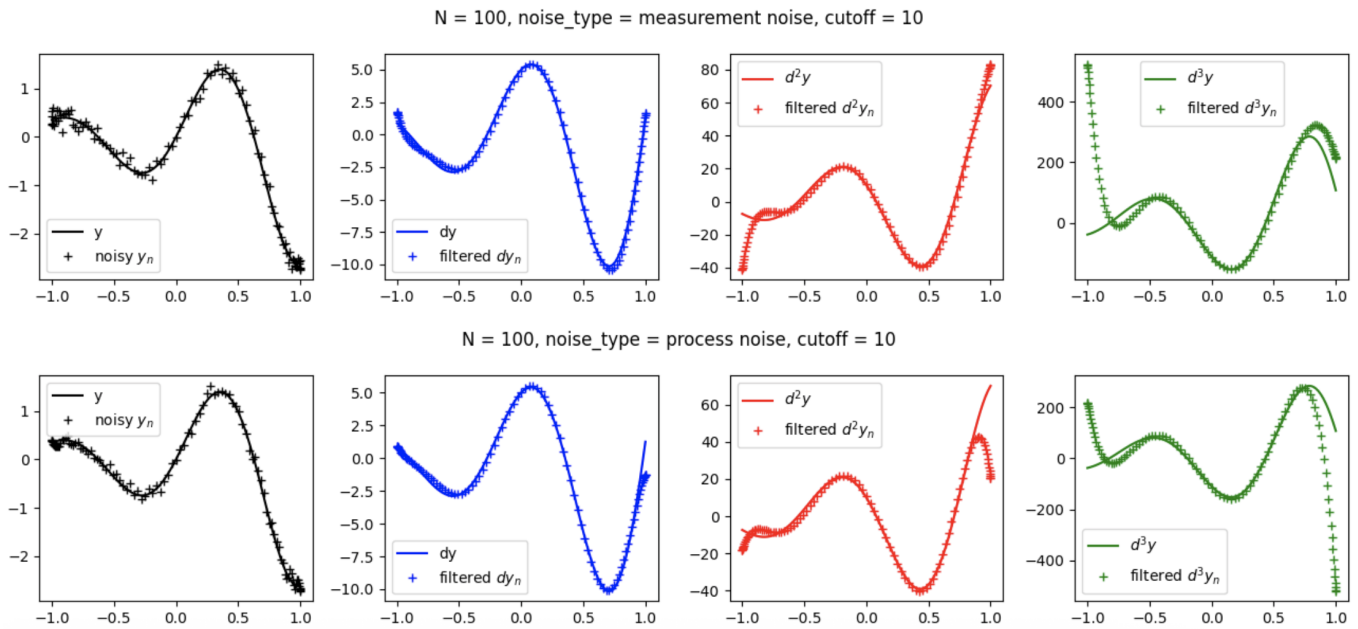 N = 100, noise_type = measurement noise, cutoff = 10
1
0
−1
−2
y
noisy yₙ
−1.0 −0.5 0.0 0.5 1.0
5.0
2.5
0.0
−2.5
−5.0
−7.5
−10.0
dy
filtered dyₙ
−1.0 −0.5 0.0 0.5 1.0
80
60
40
20
0
−20
−40
d²y
filtered d²yₙ
−1.0 −0.5 0.0 0.5 1.0
400
200
0
d³y
filtered d³yₙ
−1.0 −0.5 0.0 0.5 1.0
N = 100, noise_type = process noise, cutoff = 10
1
0
−1
−2
y
noisy yₙ
−1.0 −0.5 0.0 0.5 1.0
5.0
2.5
0.0
−2.5
−5.0
−7.5
−10.0
dy
filtered dyₙ
−1.0 −0.5 0.0 0.5 1.0
60
40
20
0
−20
−40
d²y
filtered d²yₙ
−1.0 −0.5 0.0 0.5 1.0
200
0
−200
−400
d³y
filtered d³yₙ
−1.0 −0.5 0.0 0.5 1.0